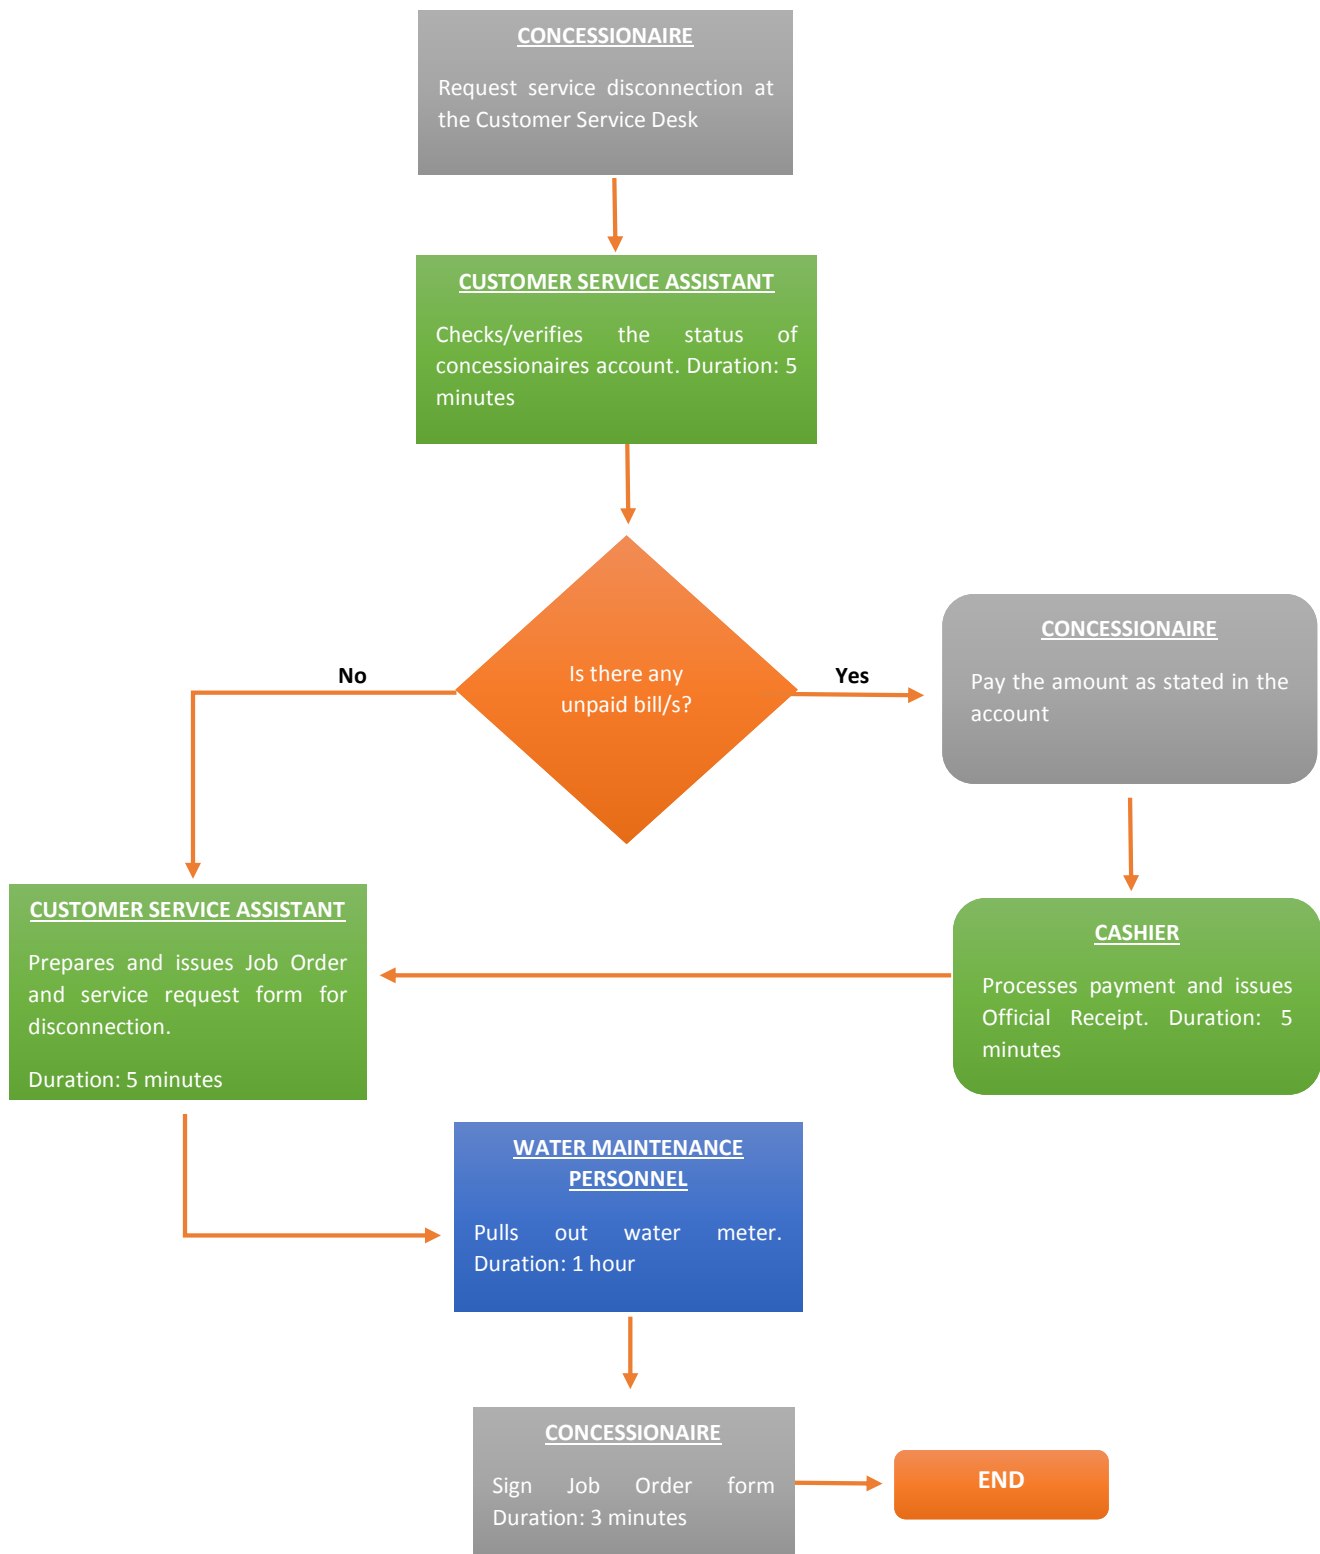 CONCESSIONAIRE
Request service disconnection at
the Customer Service Desk
CUSTOMER SERVICE ASSISTANT
Checks/verifies the status of
concessionaires account. Duration: 5
minutes
Is there any
unpaid bill/s?
No
Yes
CONCESSIONAIRE
Pay the amount as stated in the
account
CUSTOMER SERVICE ASSISTANT
Prepares and issues Job Order
and service request form for
disconnection.
Duration: 5 minutes
CASHIER
Processes payment and issues
Official Receipt. Duration: 5
minutes
WATER MAINTENANCE
PERSONNEL
Pulls out water meter.
Duration: 1 hour
CONCESSIONAIRE
Sign Job Order form
Duration: 3 minutes
END